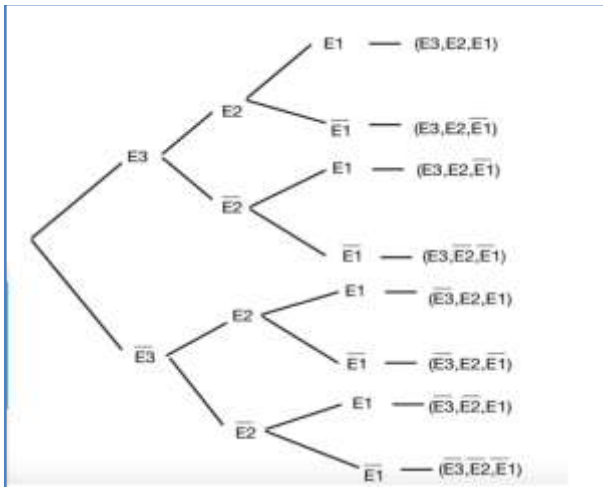 E1 — (E3,E2,E1)
E2
E̅1̅ — (E3,E2,E̅1̅)
E3
E1 — (E3,E2,E̅1̅)
E̅2̅
E̅1̅ — (E3,E̅2̅,E̅1̅)
E1 — (E̅3̅,E2,E1)
E2
E̅3̅
E̅1̅ — (E̅3̅,E2,E̅1̅)
E1 — (E̅3̅,E̅2̅,E1)
E̅2̅
E̅1̅ — (E̅3̅,E̅2̅,E̅1̅)